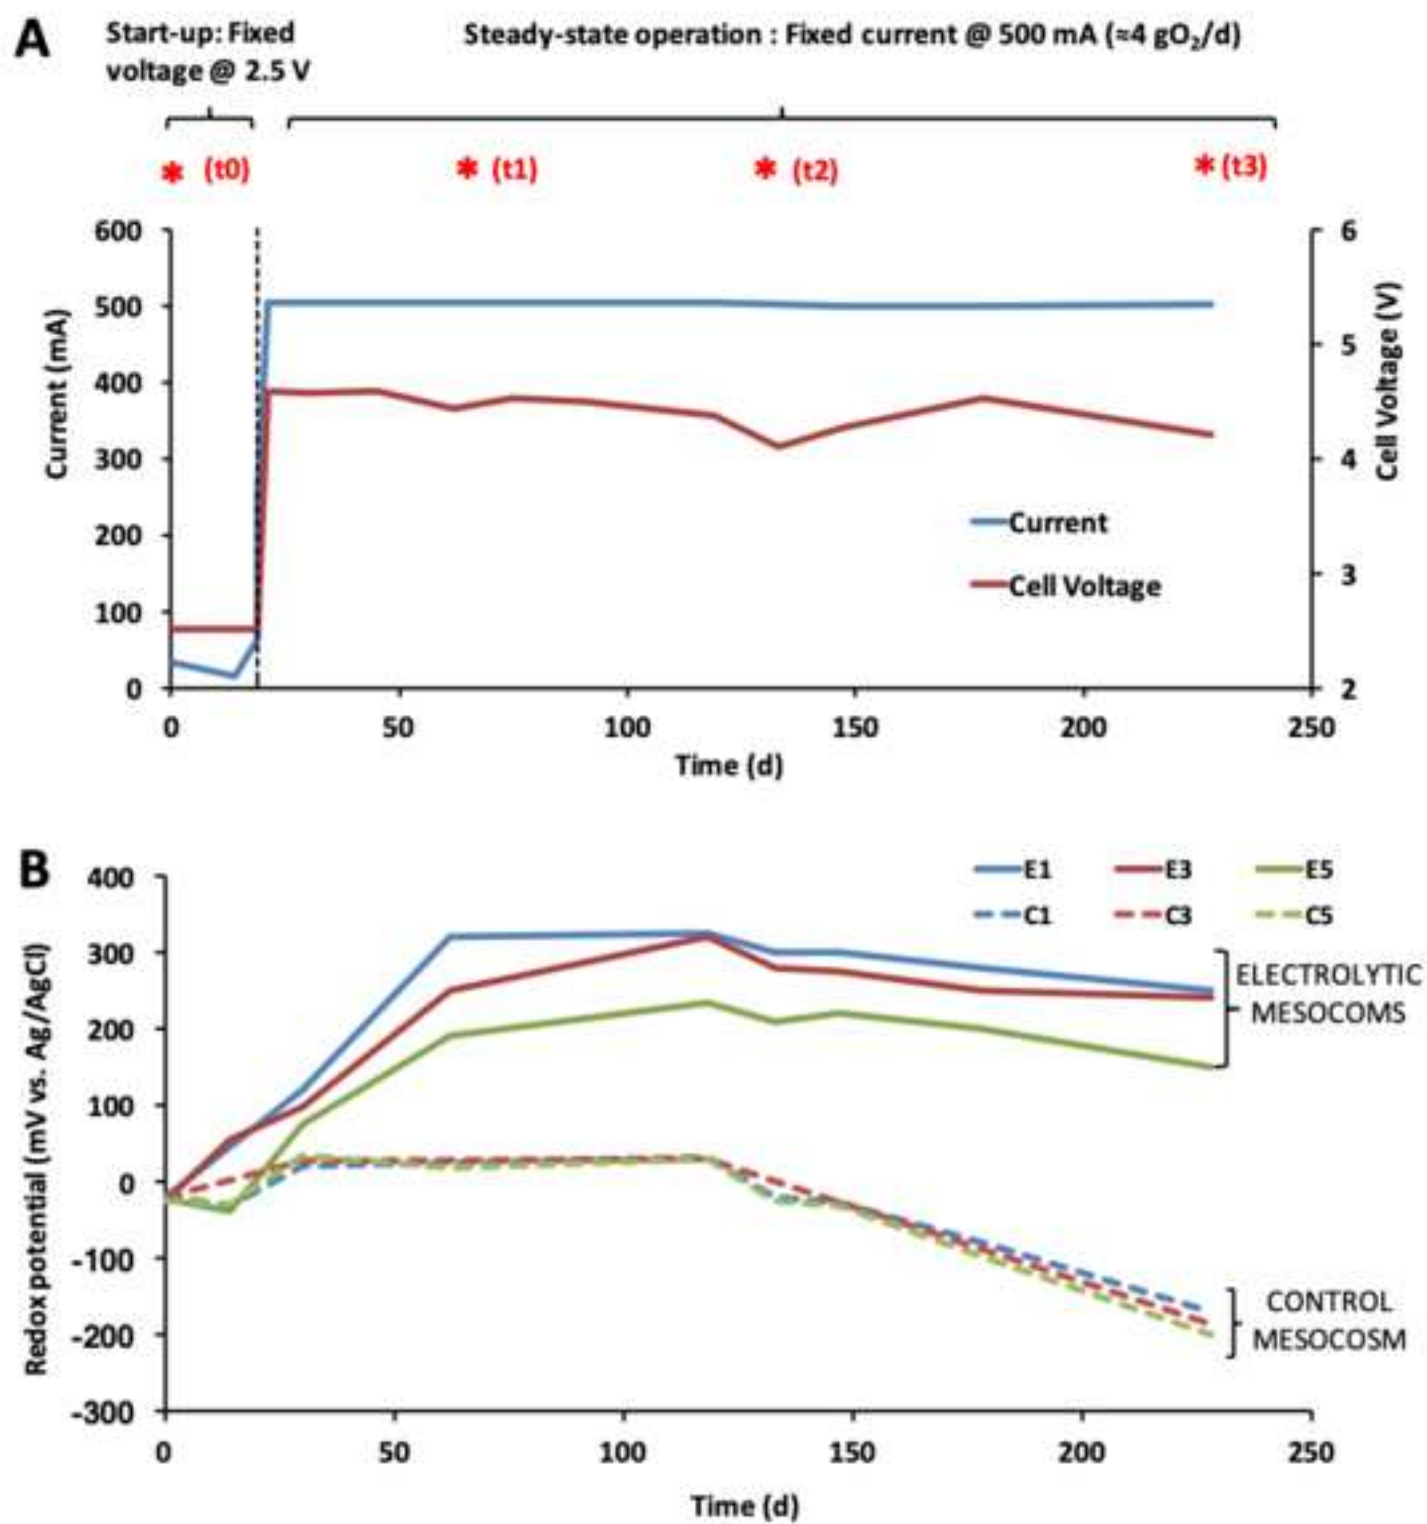 A
Start-up: Fixed
voltage @ 2.5 V
Steady-state operation : Fixed current @ 500 mA (≈4 gO₂/d)
* (t0)
* (t1)
* (t2)
* (t3)
600
500
400
300
200
100
0
Current (mA)
6
5
4
3
2
Cell Voltage (V)
Current
Cell Voltage
0
50
100
150
200
250
Time (d)
B
E1
E3
E5
C1
C3
C5
400
300
200
100
0
-100
-200
-300
Redox potential (mV vs. Ag/AgCl)
ELECTROLYTIC
MESOCOMS
CONTROL
MESOCOSM
0
50
100
150
200
250
Time (d)